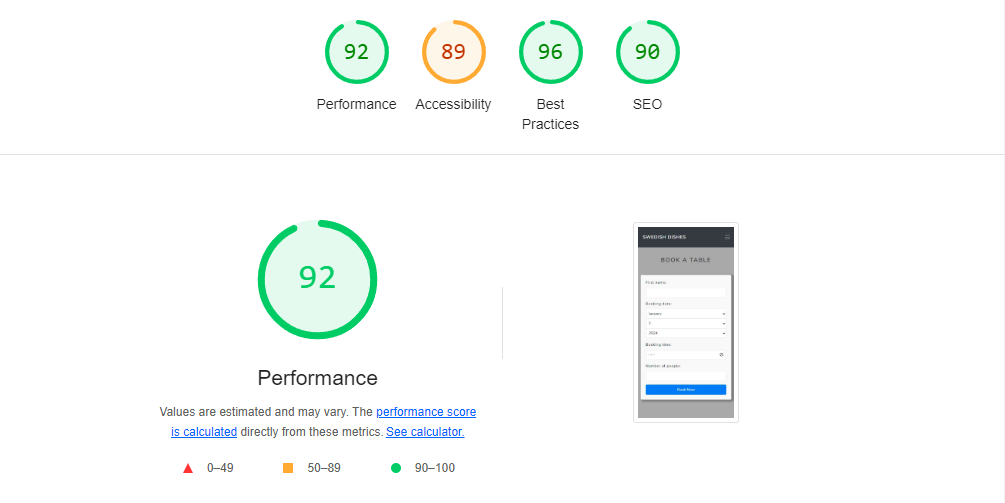 92
89
96
90
Performance
Accessibility
Best
Practices
SEO
92
Performance
Values are estimated and may vary. The performance score
is calculated directly from these metrics. See calculator.
0–49
50–89
90–100
SWEDISH DISHES
BOOK A TABLE
First name:
Booking date:
January
1
2024
Booking time:
Number of people:
Book Now